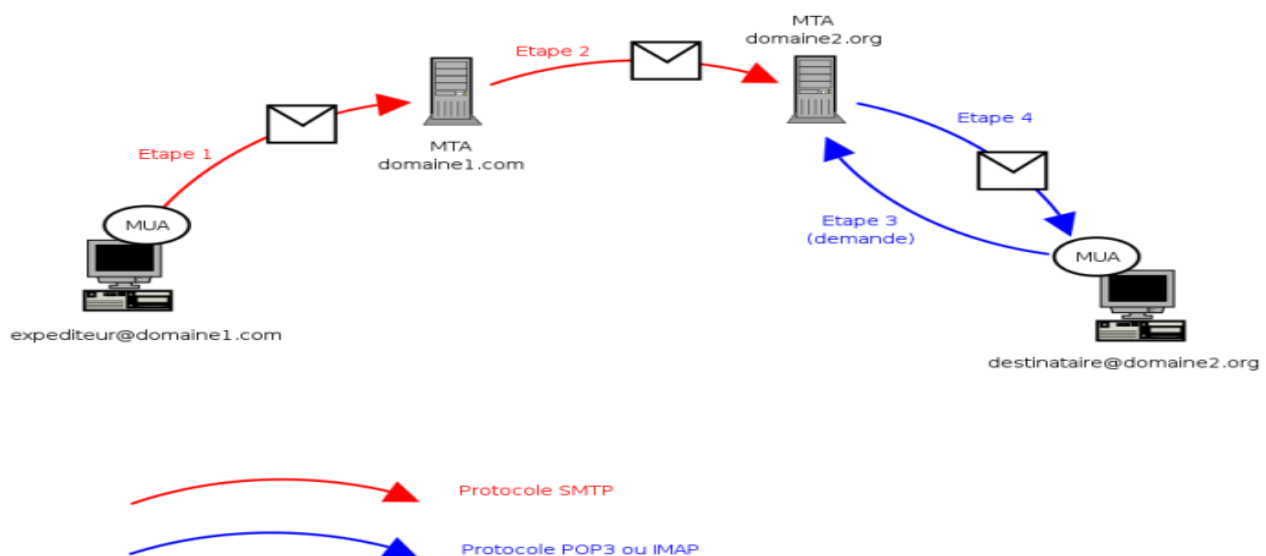 MTA
domaine2.org
Etape 2
Etape 1
MTA
domaine1.com
Etape 4
MUA
Etape 3
(demande)
MUA
expediteur@domaine1.com
destinataire@domaine2.org
Protocole SMTP
Protocole POP3 ou IMAP